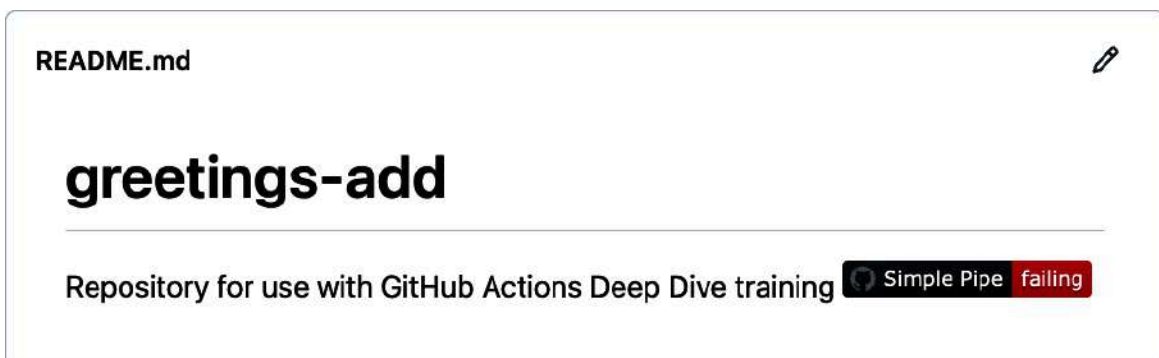 README.md
greetings-add
Repository for use with GitHub Actions Deep Dive training Simple Pipe failing